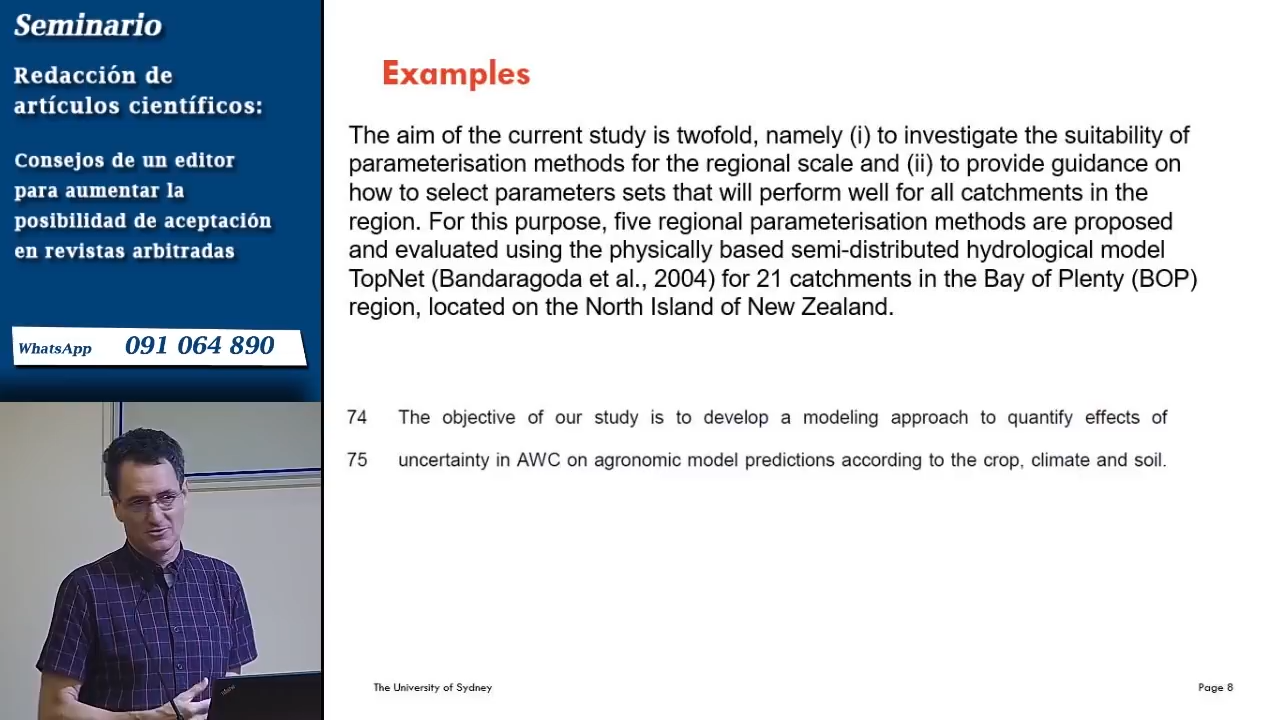 Seminario
Redacción de
artículos científicos:
Consejos de un editor
para aumentar la
posibilidad de aceptación
en revistas arbitradas
WhatsApp 091 064 890
Examples
The aim of the current study is twofold, namely (i) to investigate the suitability of
parameterisation methods for the regional scale and (ii) to provide guidance on
how to select parameters sets that will perform well for all catchments in the
region. For this purpose, five regional parameterisation methods are proposed
and evaluated using the physically based semi-distributed hydrological model
TopNet (Bandaragoda et al., 2004) for 21 catchments in the Bay of Plenty (BOP)
region, located on the North Island of New Zealand.
74 The objective of our study is to develop a modeling approach to quantify effects of
75 uncertainty in AWC on agronomic model predictions according to the crop, climate and soil.
The University of Sydney
Page 8